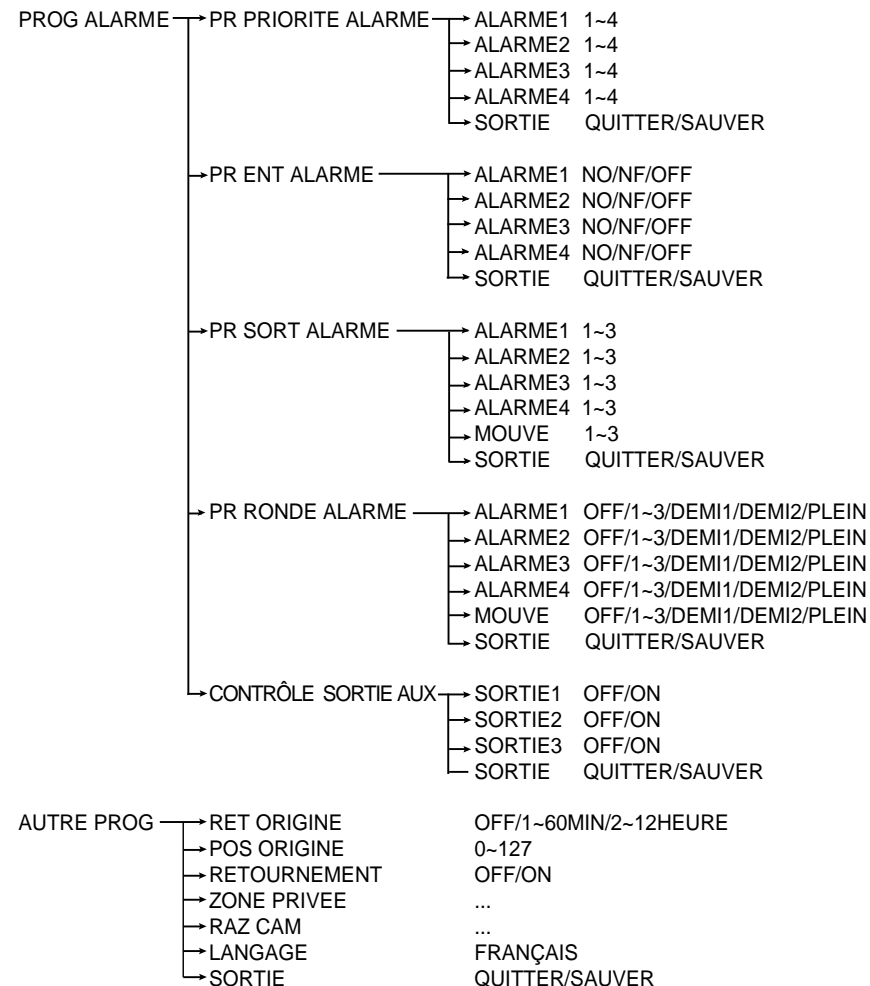 PROG ALARME PR PRIORITE ALARME ALARME1 1~4
ALARME2 1~4
ALARME3 1~4
ALARME4 1~4
SORTIE QUITTER/SAUVER
PR ENT ALARME ALARME1 NO/NF/OFF
ALARME2 NO/NF/OFF
ALARME3 NO/NF/OFF
ALARME4 NO/NF/OFF
SORTIE QUITTER/SAUVER
PR SORT ALARME ALARME1 1~3
ALARME2 1~3
ALARME3 1~3
ALARME4 1~3
MOUVE 1~3
SORTIE QUITTER/SAUVER
PR RONDE ALARME ALARME1 OFF/1~3/DEMI1/DEMI2/PLEIN
ALARME2 OFF/1~3/DEMI1/DEMI2/PLEIN
ALARME3 OFF/1~3/DEMI1/DEMI2/PLEIN
ALARME4 OFF/1~3/DEMI1/DEMI2/PLEIN
MOUVE OFF/1~3/DEMI1/DEMI2/PLEIN
SORTIE QUITTER/SAUVER
CONTRÔLE SORTIE AUX SORTIE1 OFF/ON
SORTIE2 OFF/ON
SORTIE3 OFF/ON
SORTIE QUITTER/SAUVER
AUTRE PROG RET ORIGINE OFF/1~60MIN/2~12HEURE
POS ORIGINE 0~127
RETOURNEMENT OFF/ON
ZONE PRIVEE ...
RAZ CAM ...
LANGAGE FRANÇAIS
SORTIE QUITTER/SAUVER